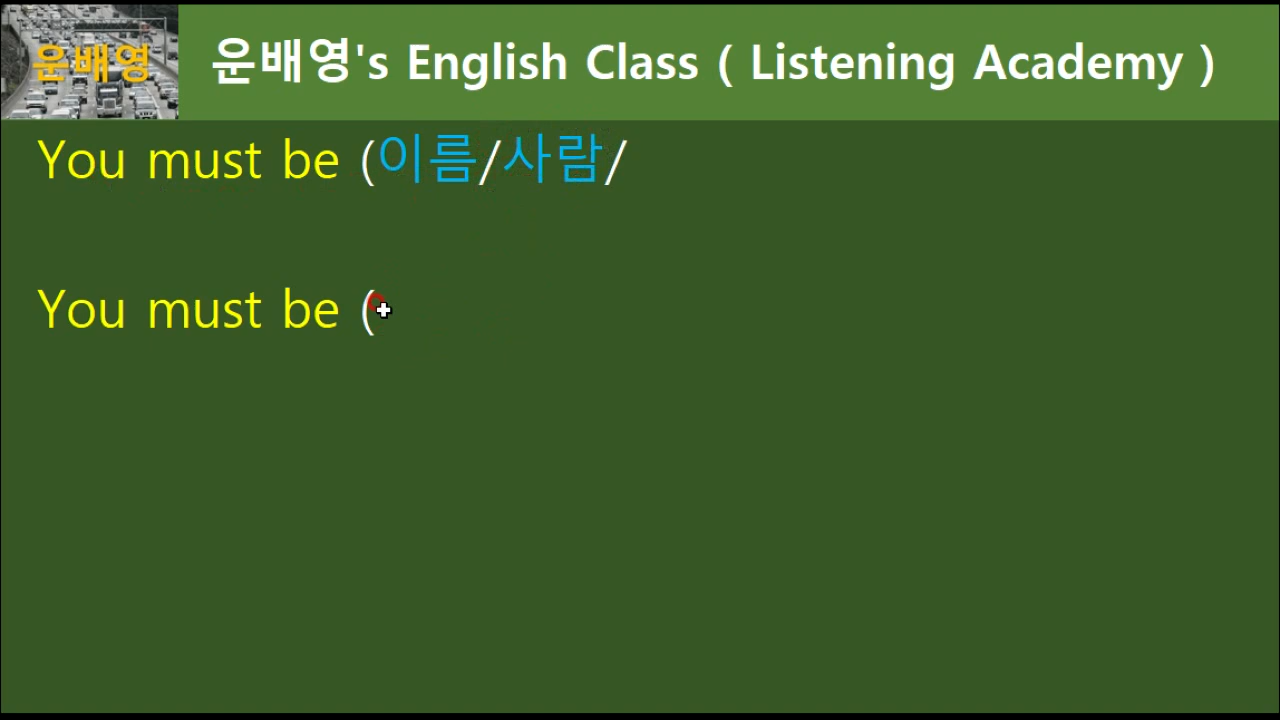 운배영
운배영's English Class ( Listening Academy )
You must be (이름/사람/
You must be (